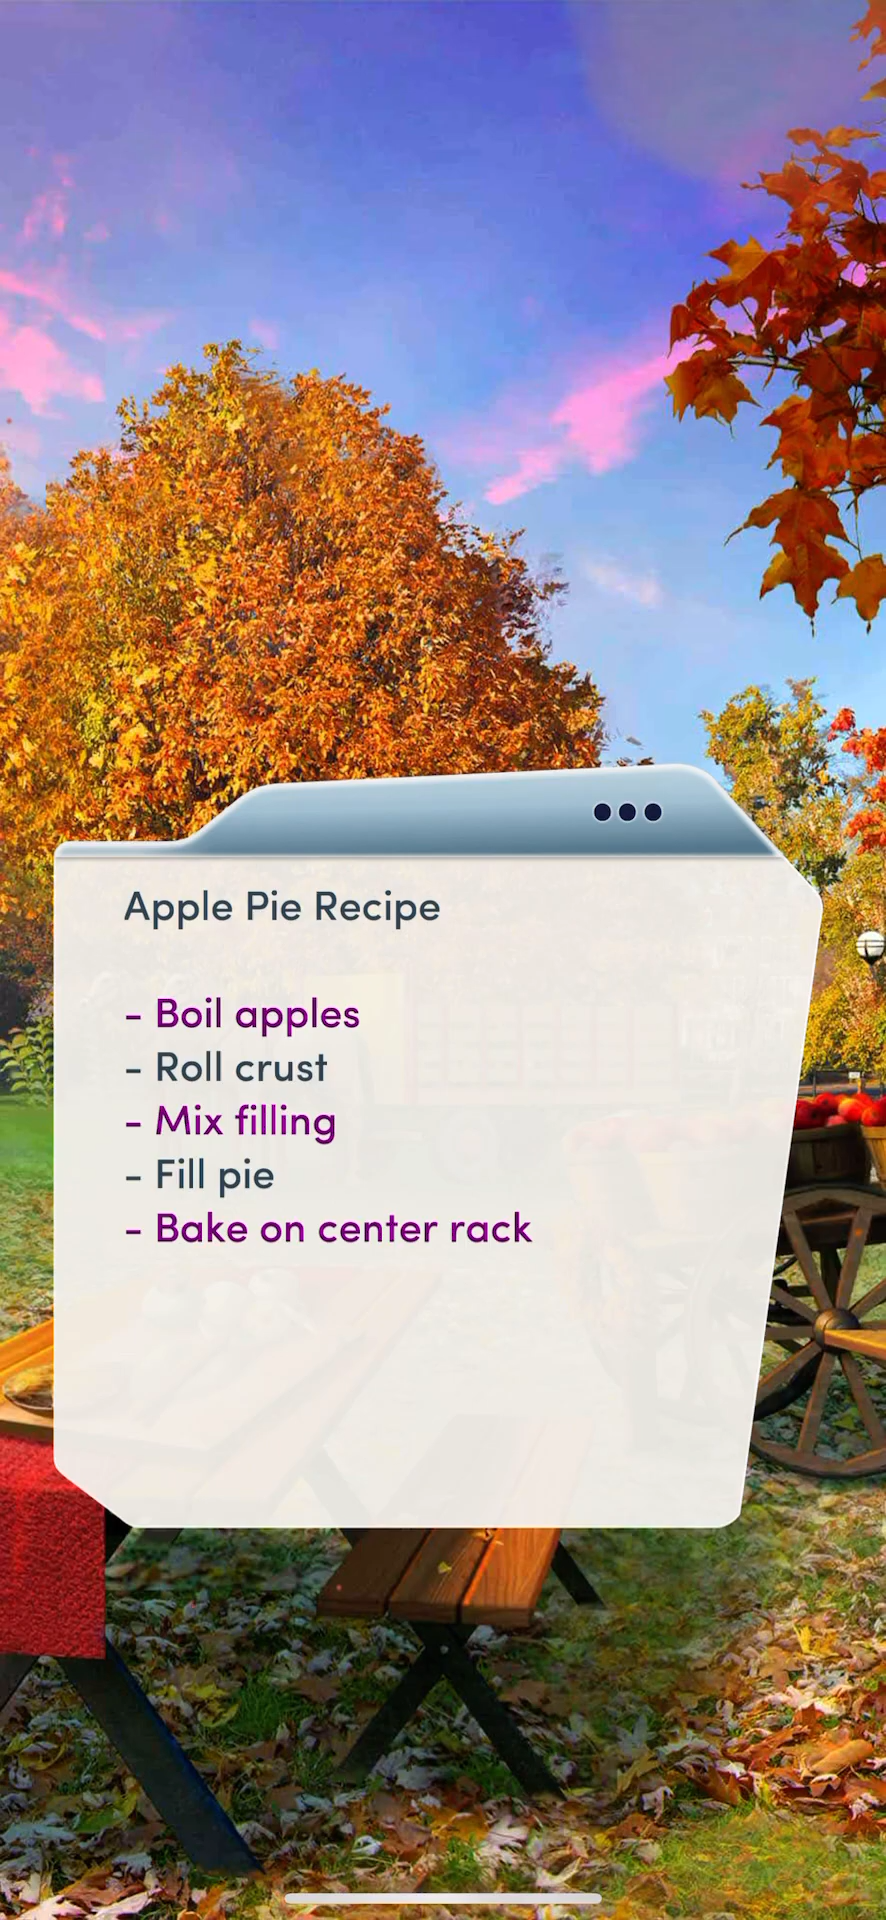 Apple Pie Recipe
- Boil apples
- Roll crust
- Mix filling
- Fill pie
- Bake on center rack